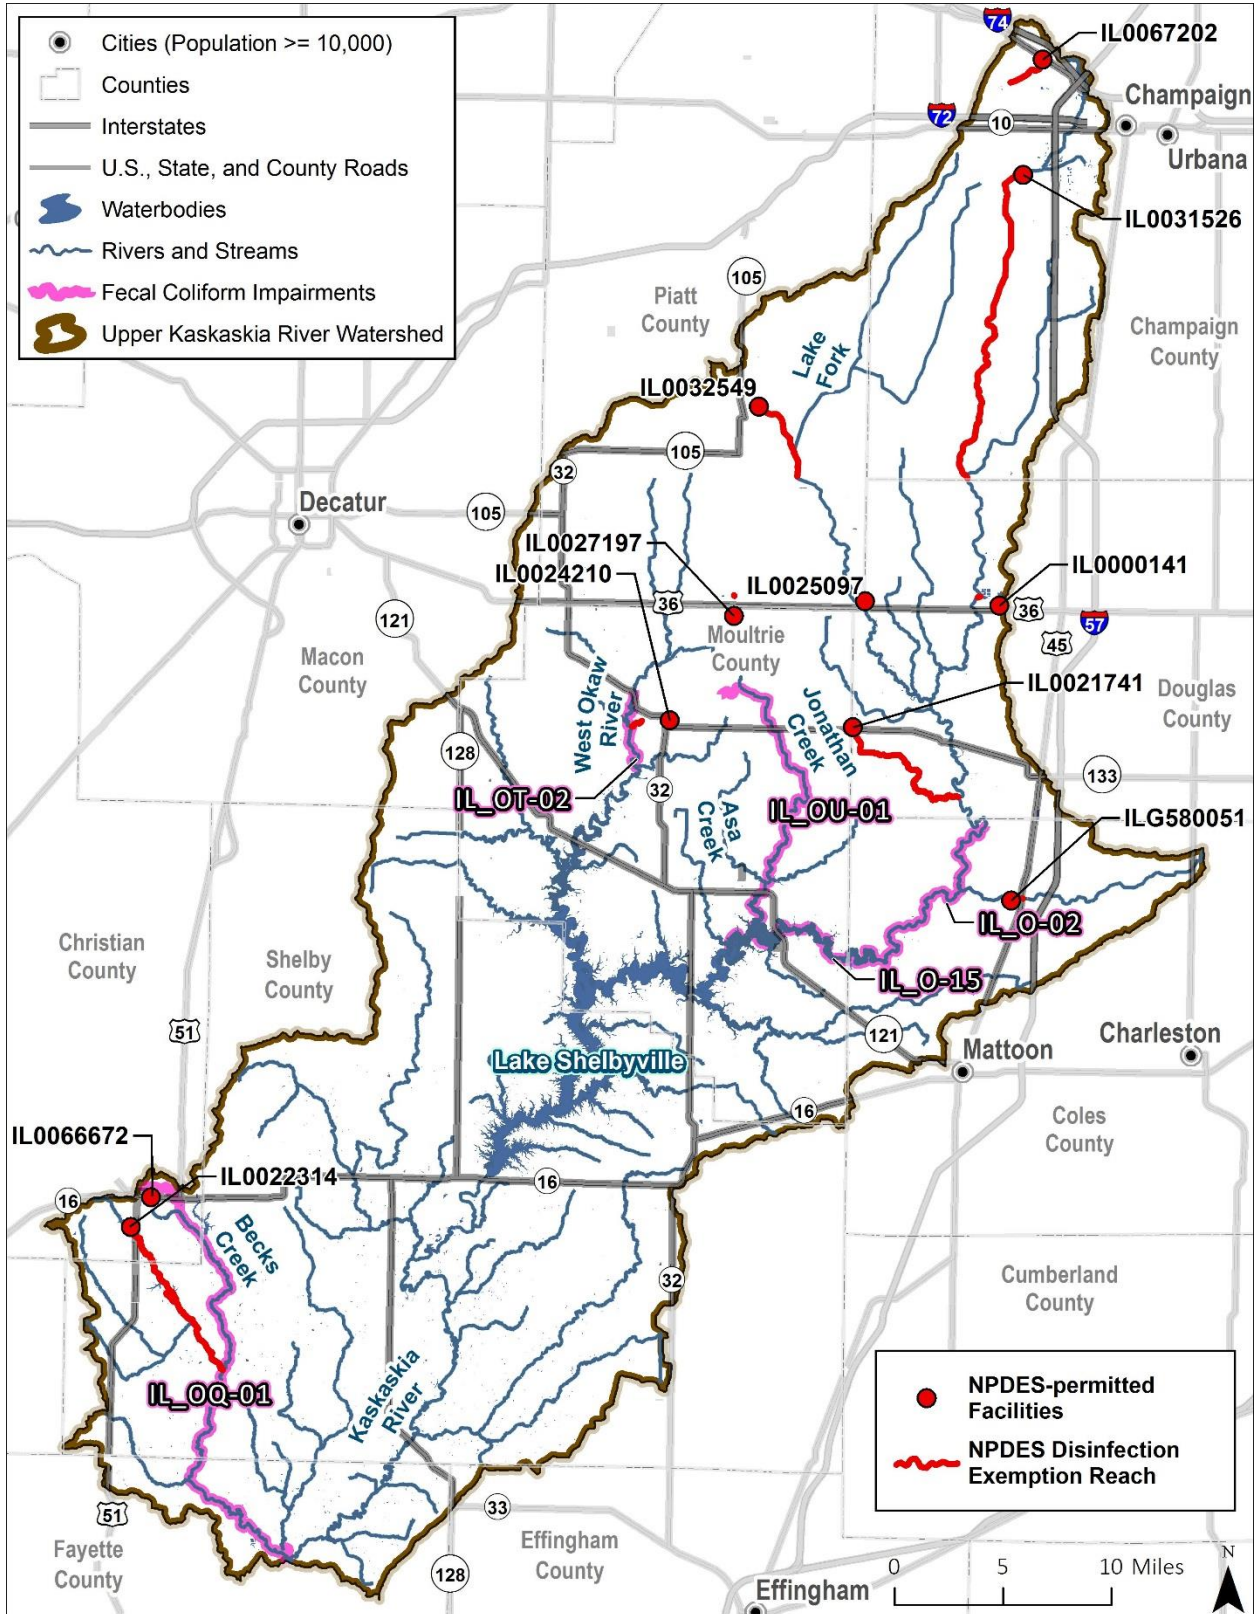 Cities (Population >= 10,000)
Counties
Interstates
U.S., State, and County Roads
Waterbodies
Rivers and Streams
Fecal Coliform Impairments
Upper Kaskaskia River Watershed
74
IL0067202
Champaign
72
10
Urbana
IL0031526
105
Piatt
County
Champaign
County
Lake
Fork
IL0032549
105
32
Decatur
105
IL0027197
IL0024210
IL0025097
IL0000141
36
36
121
57
45
Moultrie
County
Macon
County
West Okaw
River
Jonathan
Creek
IL0021741
Douglas
County
128
133
IL_OT-02
32
Asa
Creek
IL_OU-01
ILG580051
IL_O-02
Christian
County
Shelby
County
IL_O-15
51
121
Charleston
Mattoon
Lake Shelbyville
16
Coles
County
IL0066672
IL0022314
16
16
Becks
Creek
32
Cumberland
County
IL_OQ-01
Kaskaskia
River
NPDES-permitted
Facilities
NPDES Disinfection
Exemption Reach
51
33
Fayette
County
128
Effingham
County
N
0 5 10 Miles
Effingham